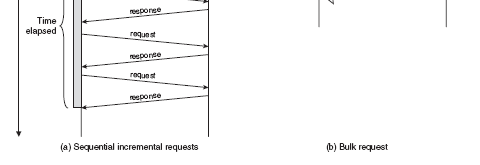 response
Time
elapsed
request
response
request
response
(a) Sequential incremental requests
(b) Bulk request